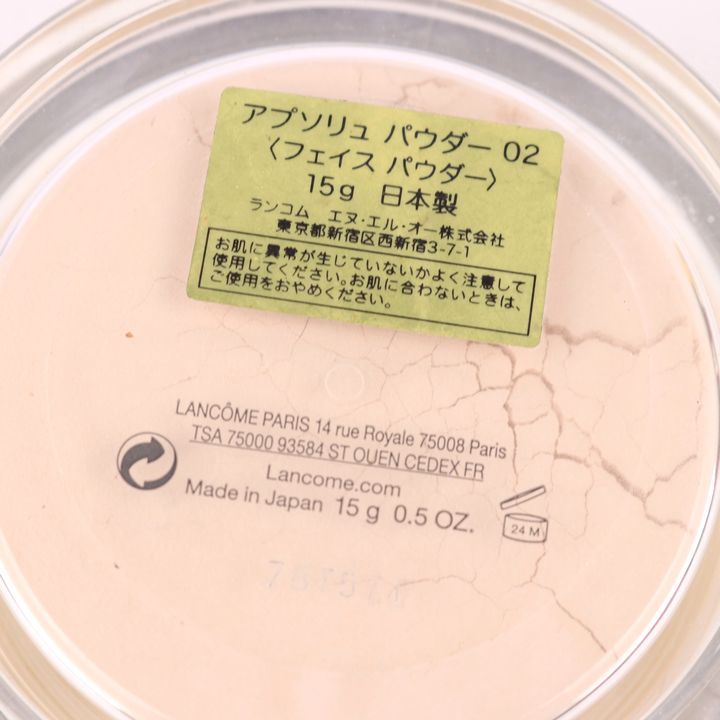 アプソリュ パウダー 02
〈フェイス パウダー〉
15g 日本製
ランコム エヌ・エル・オー株式会社
東京都新宿区西新宿3-7-1
お肌に異常が生じていないかよく注意して
使用してください。お肌に合わないときは、
ご使用をおやめください。
LANCÔME PARIS 14 rue Royale 75008 Paris
TSA 75000 93584 ST OUEN CEDEX FR
Lancome.com
Made in Japan 15 g 0.5 OZ.
24 M